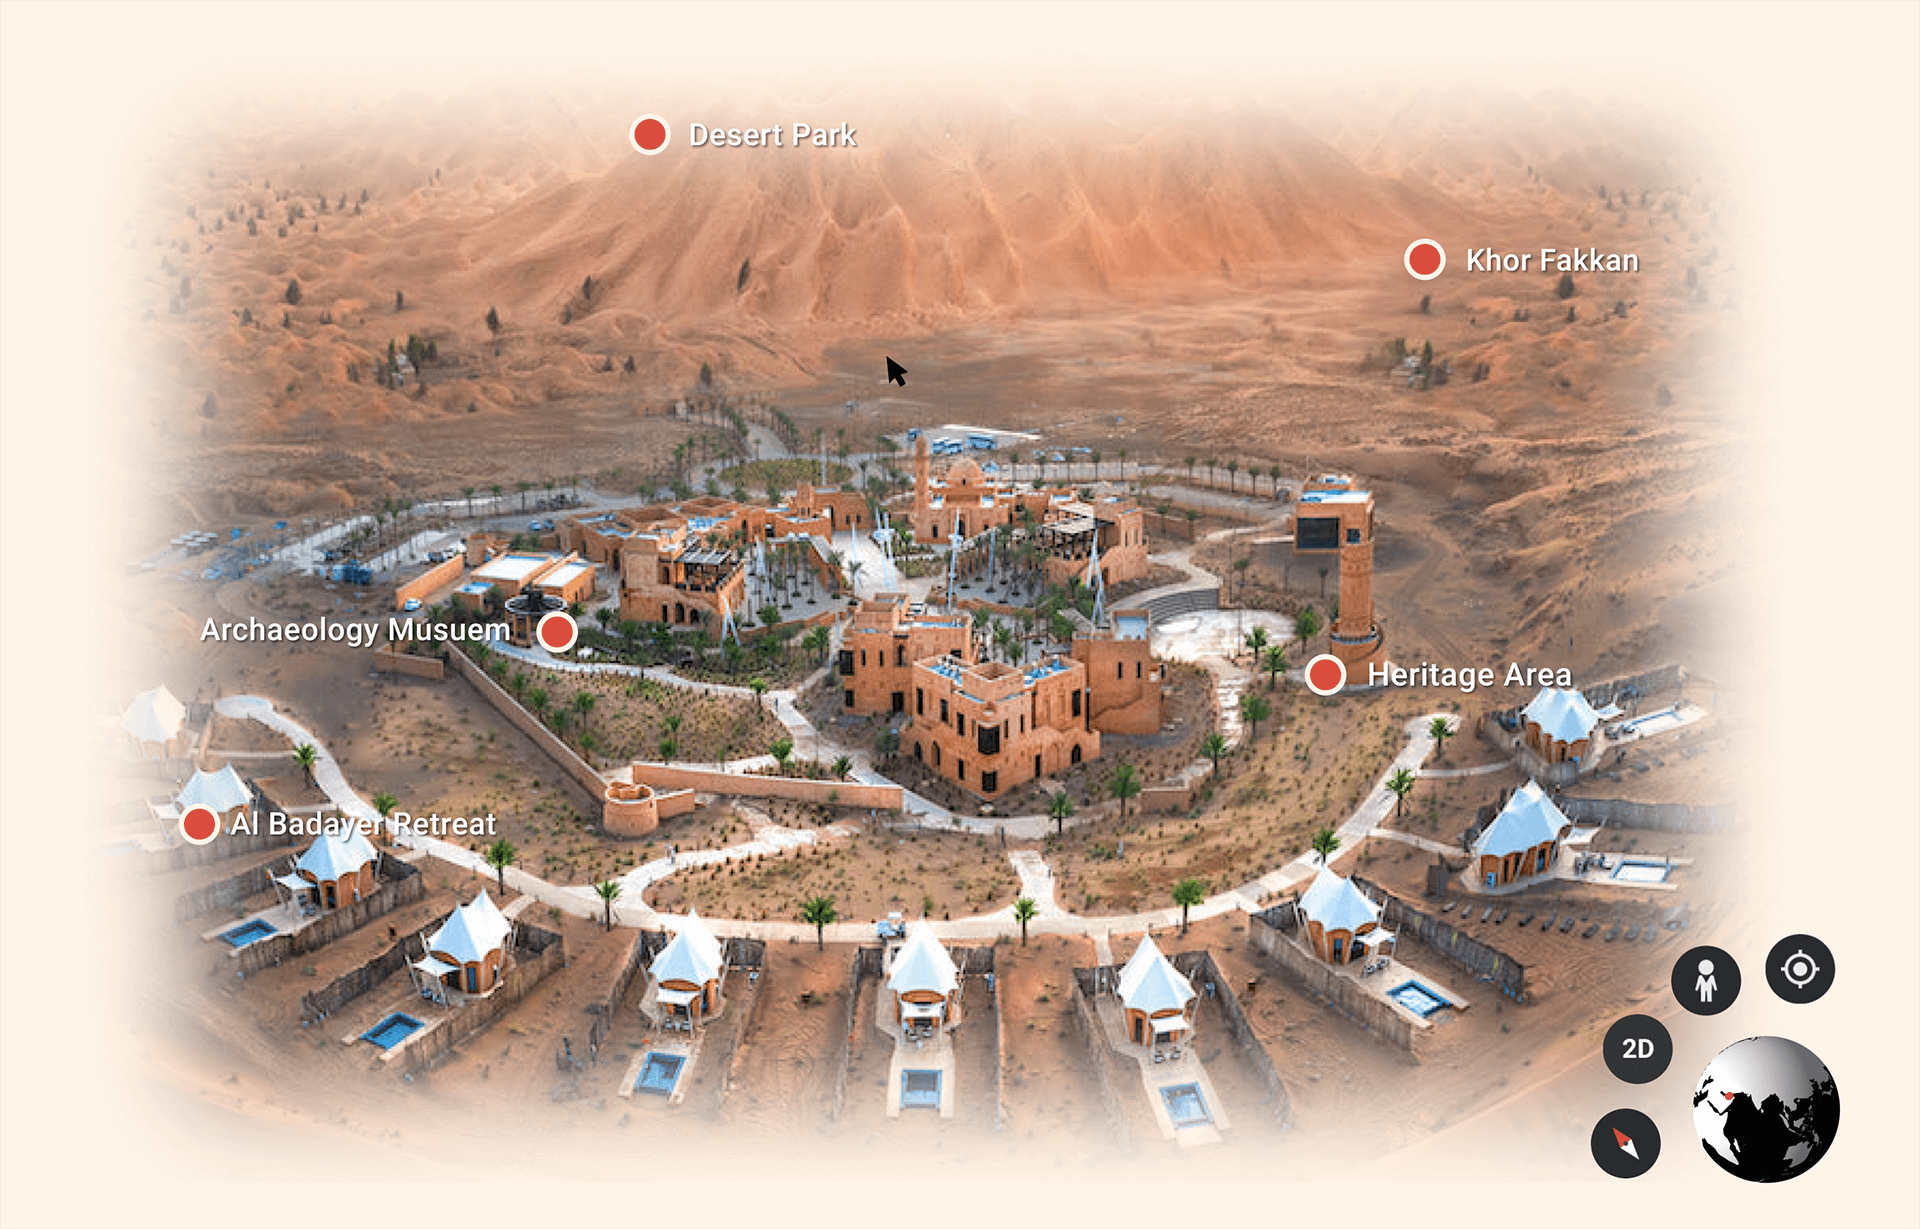 Desert Park
Khor Fakkan
Archaeology Musuem
Heritage Area
Al Badayer Retreat
2D